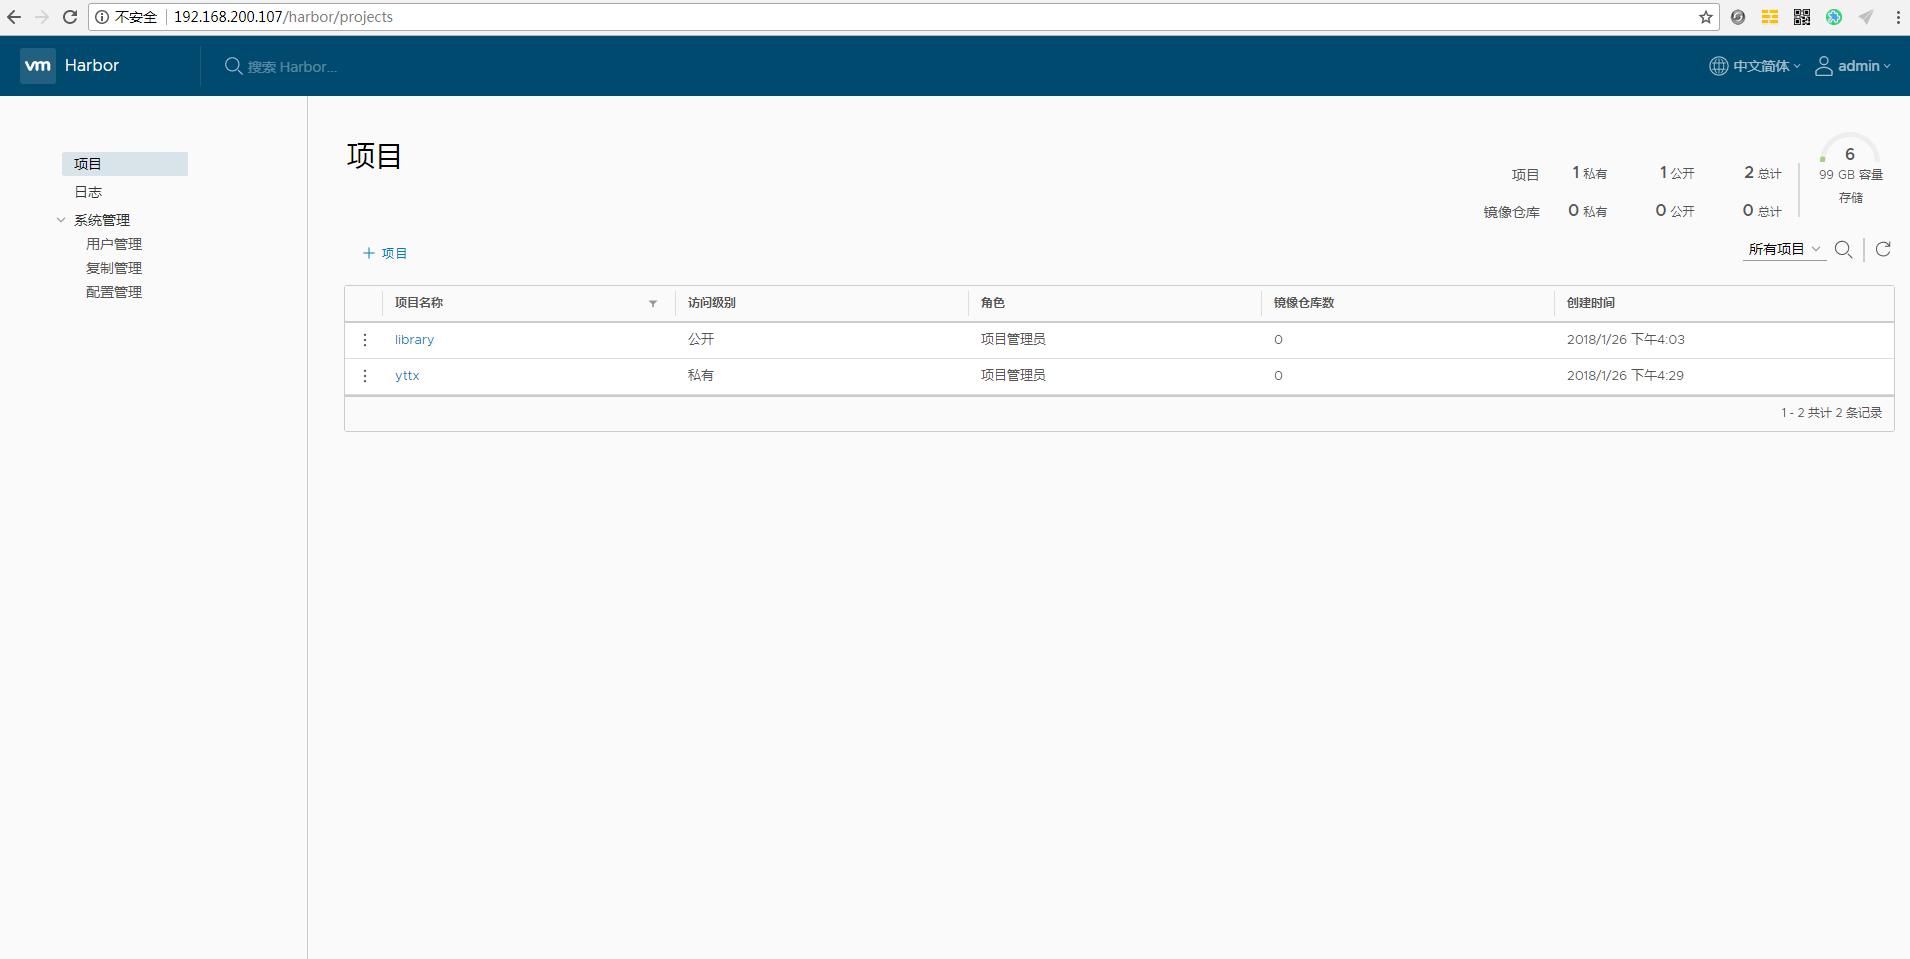 不安全 192.168.200.107/harbor/projects
vm Harbor 搜索 Harbor... 中文简体 admin
项目
日志
系统管理
用户管理
复制管理
配置管理
项目
项目 1 私有 1 公开 2 总计
镜像仓库 0 私有 0 公开 0 总计
6
99 GB 容量
存储
+ 项目 所有项目
项目名称 访问级别 角色 镜像仓库数 创建时间
library 公开 项目管理员 0 2018/1/26 下午4:03
yttx 私有 项目管理员 0 2018/1/26 下午4:29
1 - 2 共计 2 条记录